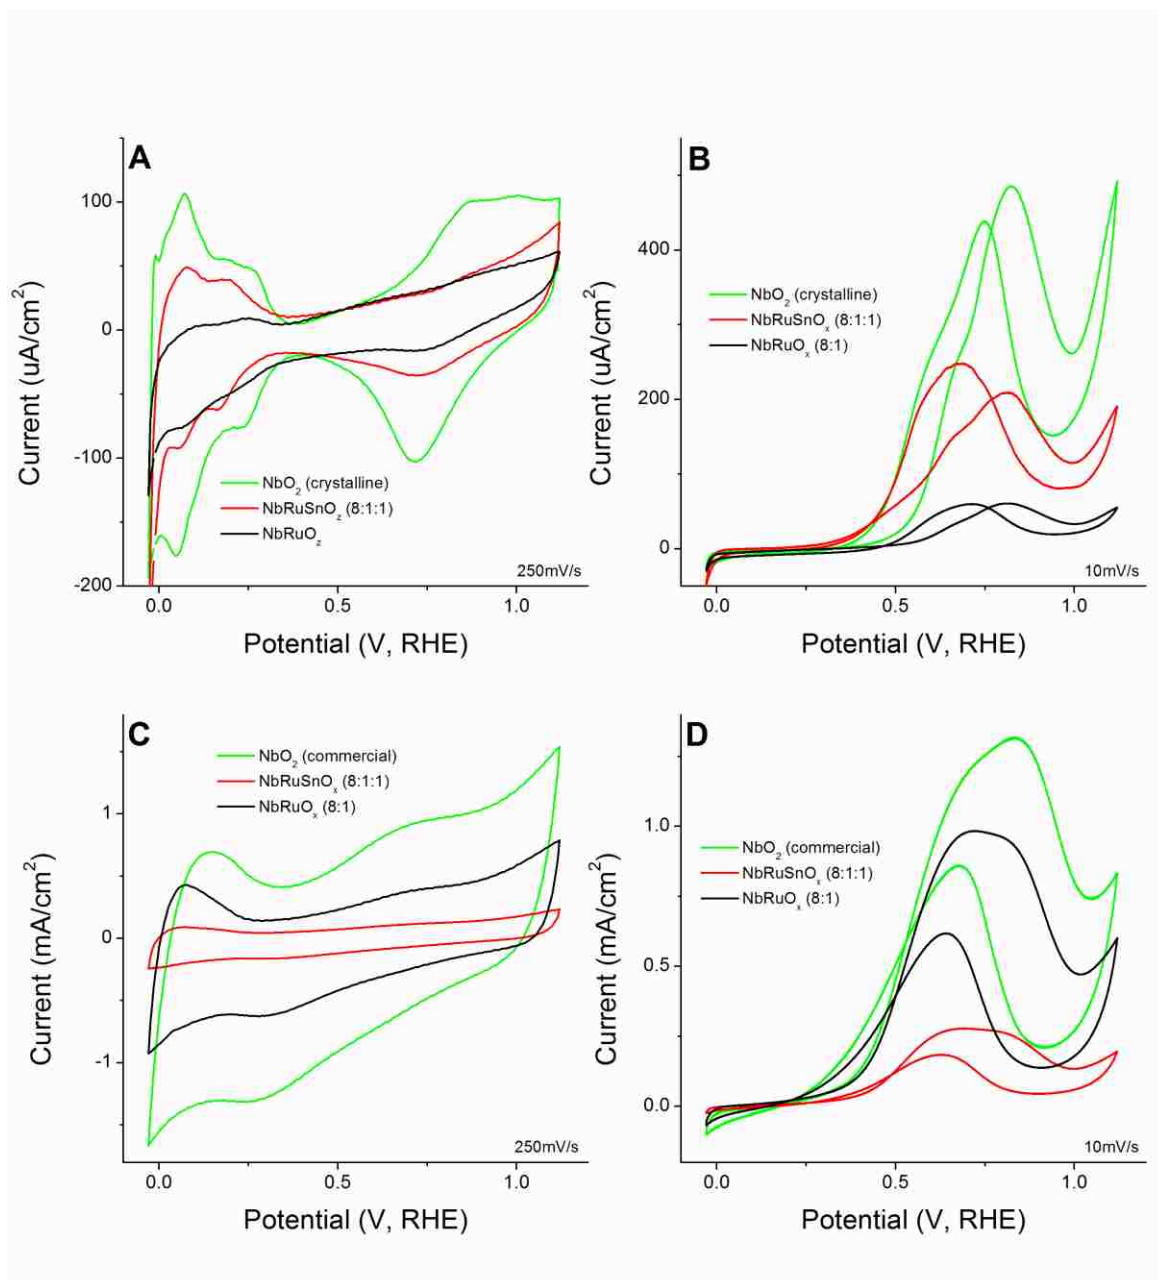 A
100
0
-100
-200
Current (uA/cm²)
NbO₂ (crystalline)
NbRuSnO_z (8:1:1)
NbRuO_z
250mV/s
0.0 0.5 1.0
Potential (V, RHE)
B
400
200
0
Current (uA/cm²)
NbO₂ (crystalline)
NbRuSnOₓ (8:1:1)
NbRuOₓ (8:1)
10mV/s
0.0 0.5 1.0
Potential (V, RHE)
C
1
0
-1
Current (mA/cm²)
NbO₂ (commercial)
NbRuSnOₓ (8:1:1)
NbRuOₓ (8:1)
250mV/s
0.0 0.5 1.0
Potential (V, RHE)
D
1.0
0.5
0.0
Current (mA/cm²)
NbO₂ (commercial)
NbRuSnOₓ (8:1:1)
NbRuOₓ (8:1)
10mV/s
0.0 0.5 1.0
Potential (V, RHE)